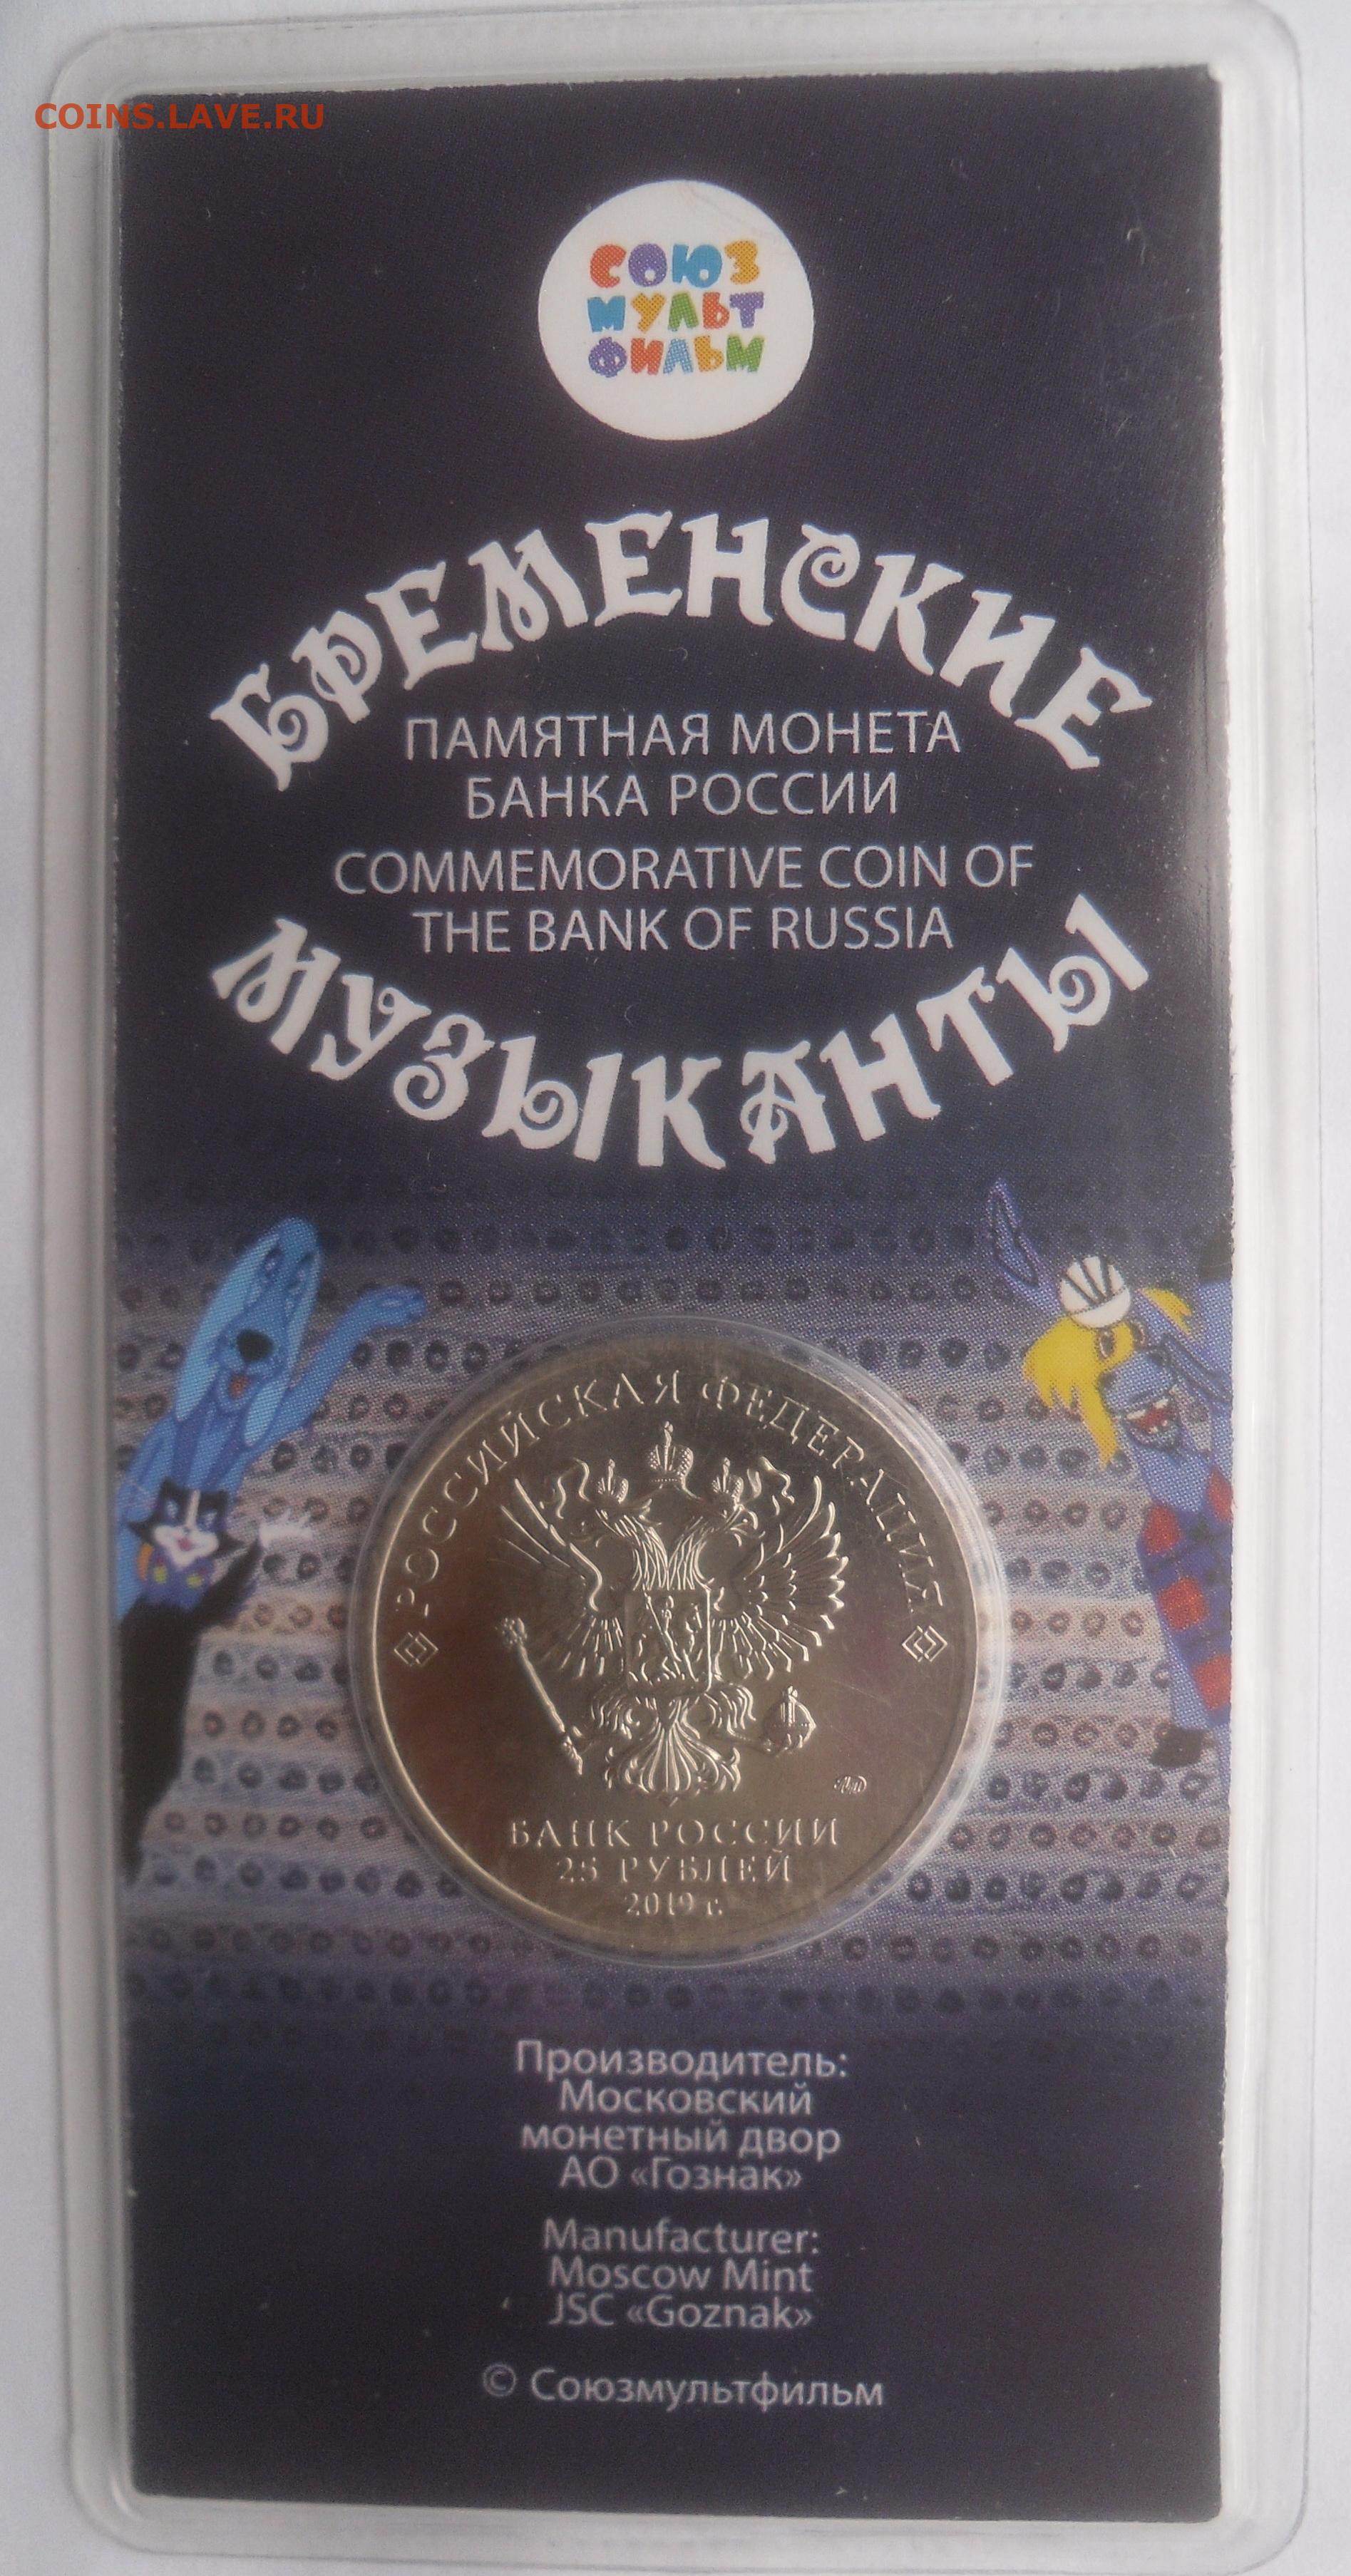 COINS.LAVE.RU
СОЮЗ
МУЛЬТ
ФИЛЬМ
БРЕМЕНСКИЕ
ПАМЯТНАЯ МОНЕТА
БАНКА РОССИИ
COMMEMORATIVE COIN OF
THE BANK OF RUSSIA
МУЗЫКАНТЫ
РОССИЙСКАЯ ФЕДЕРАЦИЯ
БАНК РОССИИ
25 РУБЛЕЙ
2019 г.
Производитель:
Московский
монетный двор
АО «Гознак»
Manufacturer:
Moscow Mint
JSC «Goznak»
© Союзмультфильм